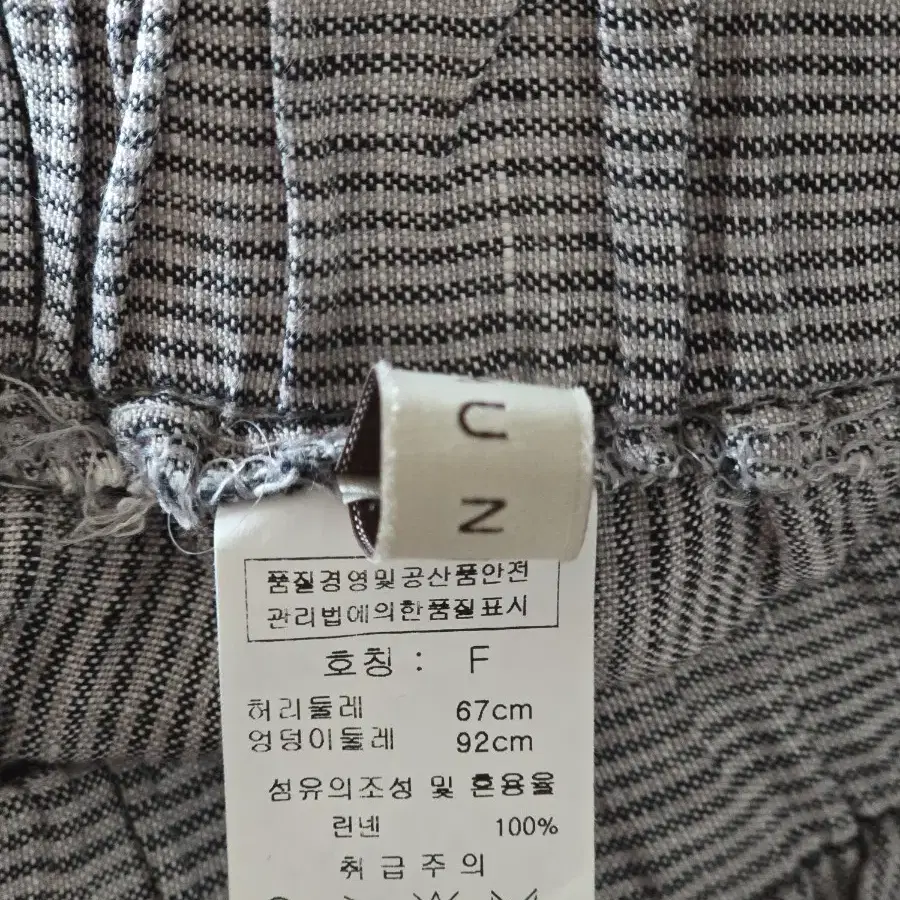 U N
품질경영및공산품안전
관리법에의한품질표시
호칭 : F
허리둘레 67cm
엉덩이둘레 92cm
섬유의조성 및 혼용율
린넨 100%
취급주의